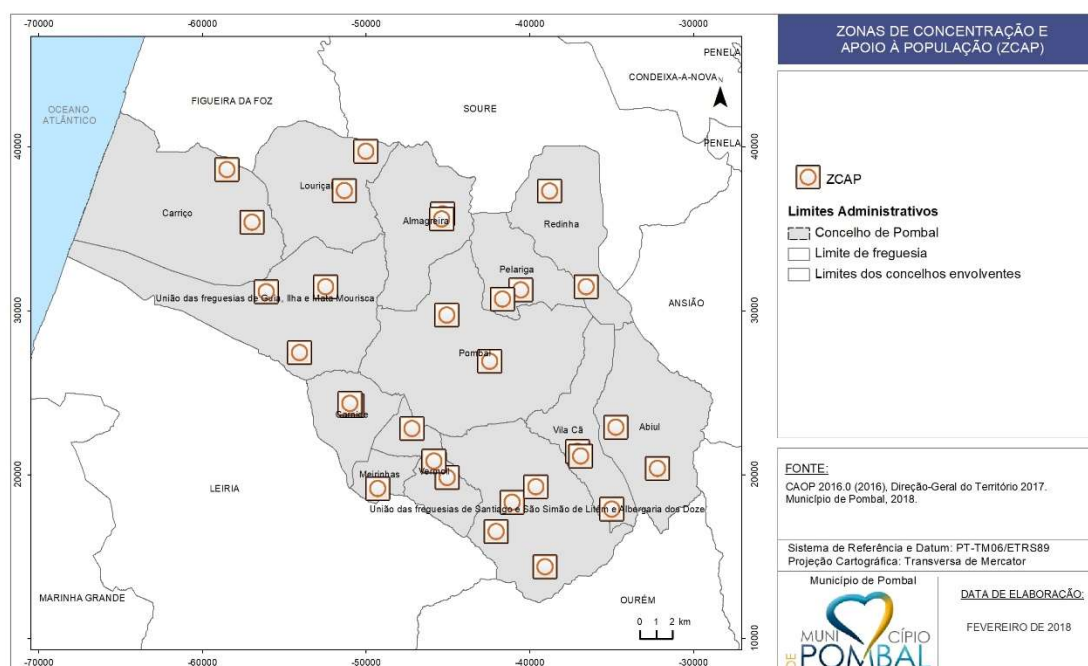 -70000
-60000
-50000
-40000
-30000
ZONAS DE CONCENTRAÇÃO E
APOIO À POPULAÇÃO (ZCAP)
PENELA
CONDEIXA-A-NOVA
N
FIGUEIRA DA FOZ
SOURE
OCEANO
ATLÂNTICO
PENELA
40000
40000
ZCAP
Louriçal
Carriço
Almagreira
Redinha
Limites Administrativos
Concelho de Pombal
Limite de freguesia
Limites dos concelhos envolventes
Pelariga
União das freguesias de Guia, Ilha e Mata Mourisca
ANSIÃO
30000
30000
Pombal
Carnide
Vila Cã
Abiul
Meirinhas
Vermoil
20000
20000
LEIRIA
União das freguesias de Santiago e São Simão de Litém e Albergaria dos Doze
FONTE:
CAOP 2016.0 (2016), Direção-Geral do Território 2017.
Município de Pombal, 2018.
Sistema de Referência e Datum: PT-TM06/ETRS89
Projeção Cartográfica: Transversa de Mercator
MARINHA GRANDE
OURÉM
0 1 2 km
10000
10000
Município de Pombal
MUNI CÍPIO
DE POMBAL
DATA DE ELABORAÇÃO:
FEVEREIRO DE 2018
-70000
-60000
-50000
-40000
-30000